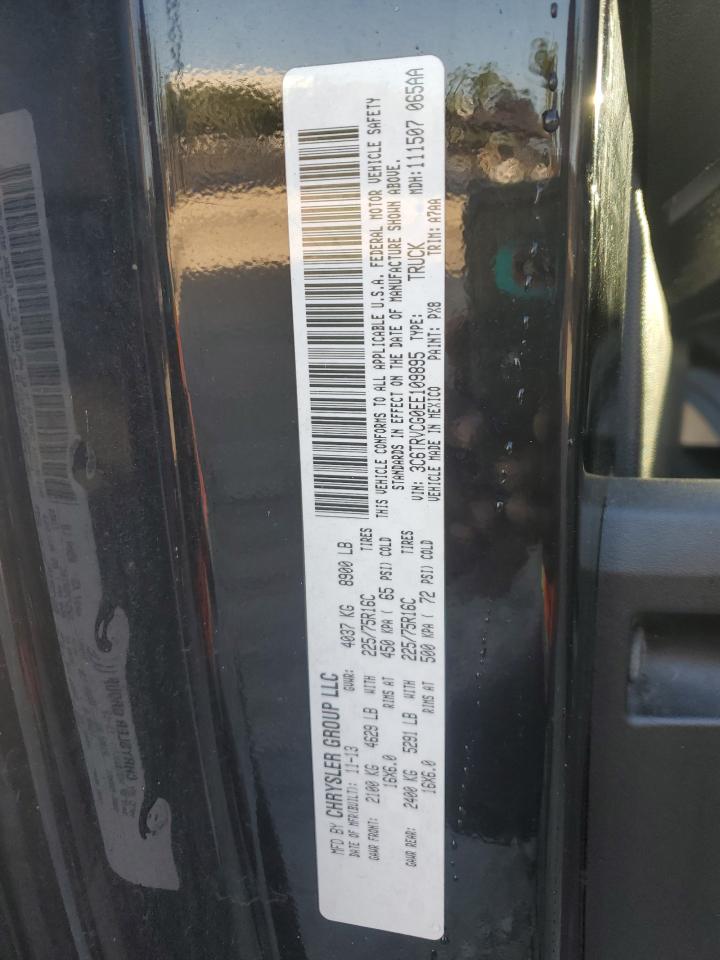 MFD BY CHRYSLER GROUP LLC
DATE OF MFR(BUILT): 11-13 GVWR: 4037 KG 8900 LB
GAWR FRONT: 2100 KG 4629 LB WITH 225/75R16C TIRES
16X6.0 RIMS AT 450 KPA ( 65 PSI) COLD
GAWR REAR: 2400 KG 5291 LB WITH 225/75R16C TIRES
16X6.0 RIMS AT 500 KPA ( 72 PSI) COLD
THIS VEHICLE CONFORMS TO ALL APPLICABLE U.S.A. FEDERAL MOTOR VEHICLE SAFETY
STANDARDS IN EFFECT ON THE DATE OF MANUFACTURE SHOWN ABOVE.
VIN: 3C6TRVCG0EE109895 TYPE: TRUCK MDH:111507 065AA
VEHICLE MADE IN MEXICO PAINT: PX8 TRIM: A7AA